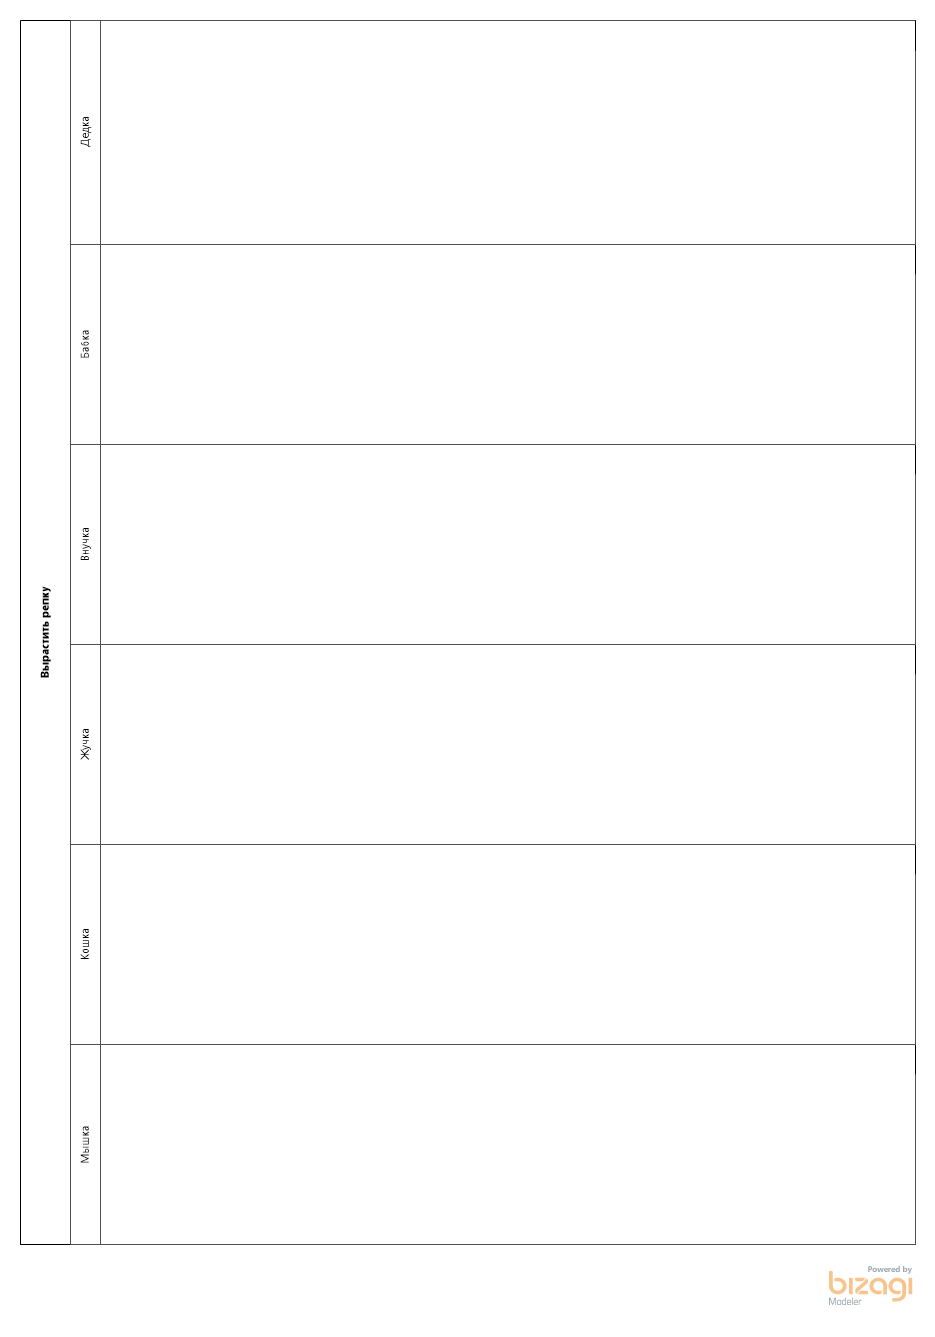 Вырастить репку
Дедка
Бабка
Внучка
Жучка
Кошка
Мышка
Powered by
bizagi
Modeler